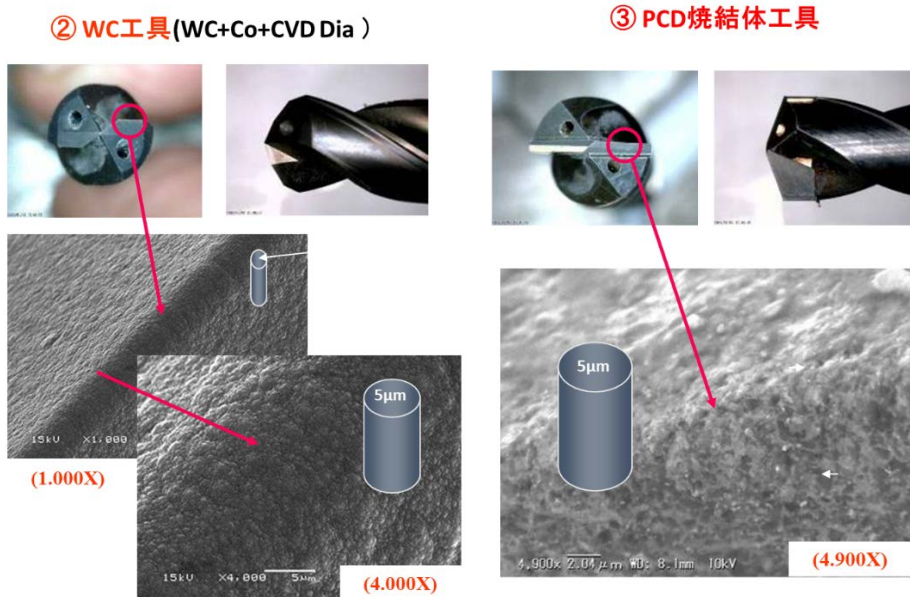 ② WC工具(WC+Co+CVD Dia )
③ PCD焼結体工具
5μm
15kV X1,000
(1.000X)
5μm
15kV X4,000 5μm
(4.000X)
5μm
4,900x 2.04μm WD: 8.1mm 10kV
(4.900X)